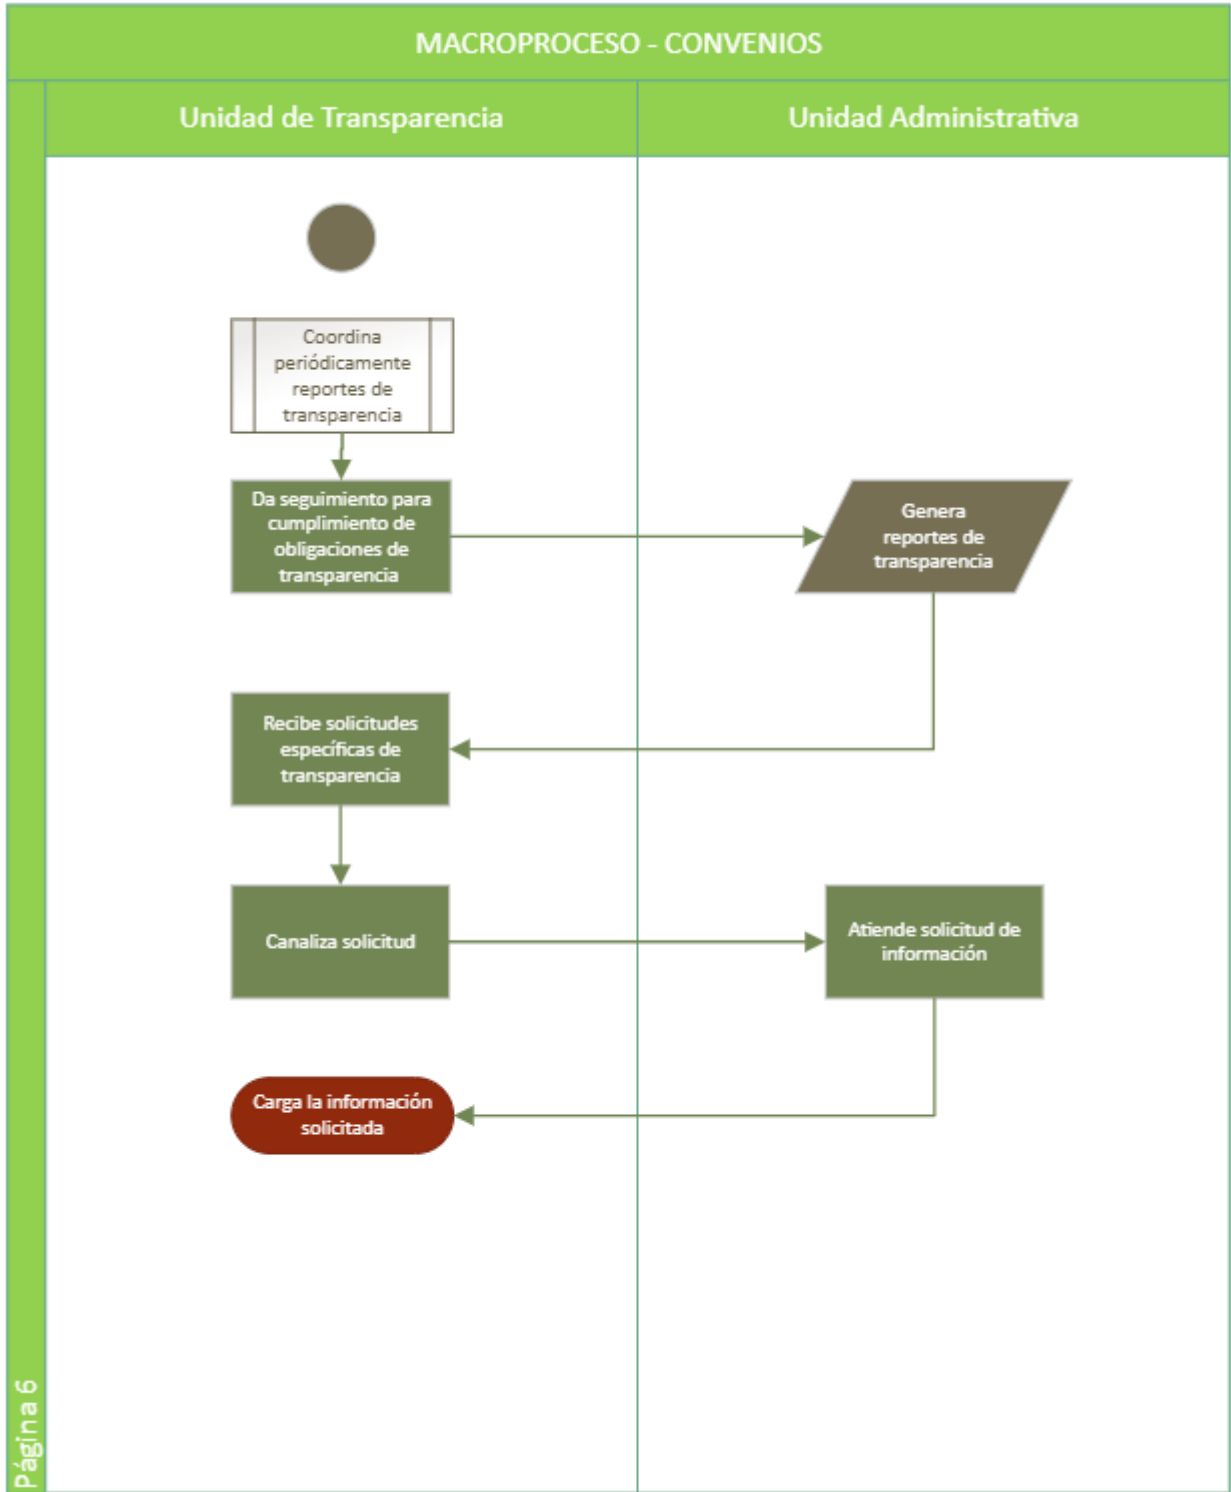 MACROPROCESO - CONVENIOS
Unidad de Transparencia
Unidad Administrativa
Coordina
periódicamente
reportes de
transparencia
Da seguimiento para
cumplimiento de
obligaciones de
transparencia
Genera
reportes de
transparencia
Recibe solicitudes
específicas de
transparencia
Canaliza solicitud
Atiende solicitud de
información
Carga la información
solicitada
Página 6